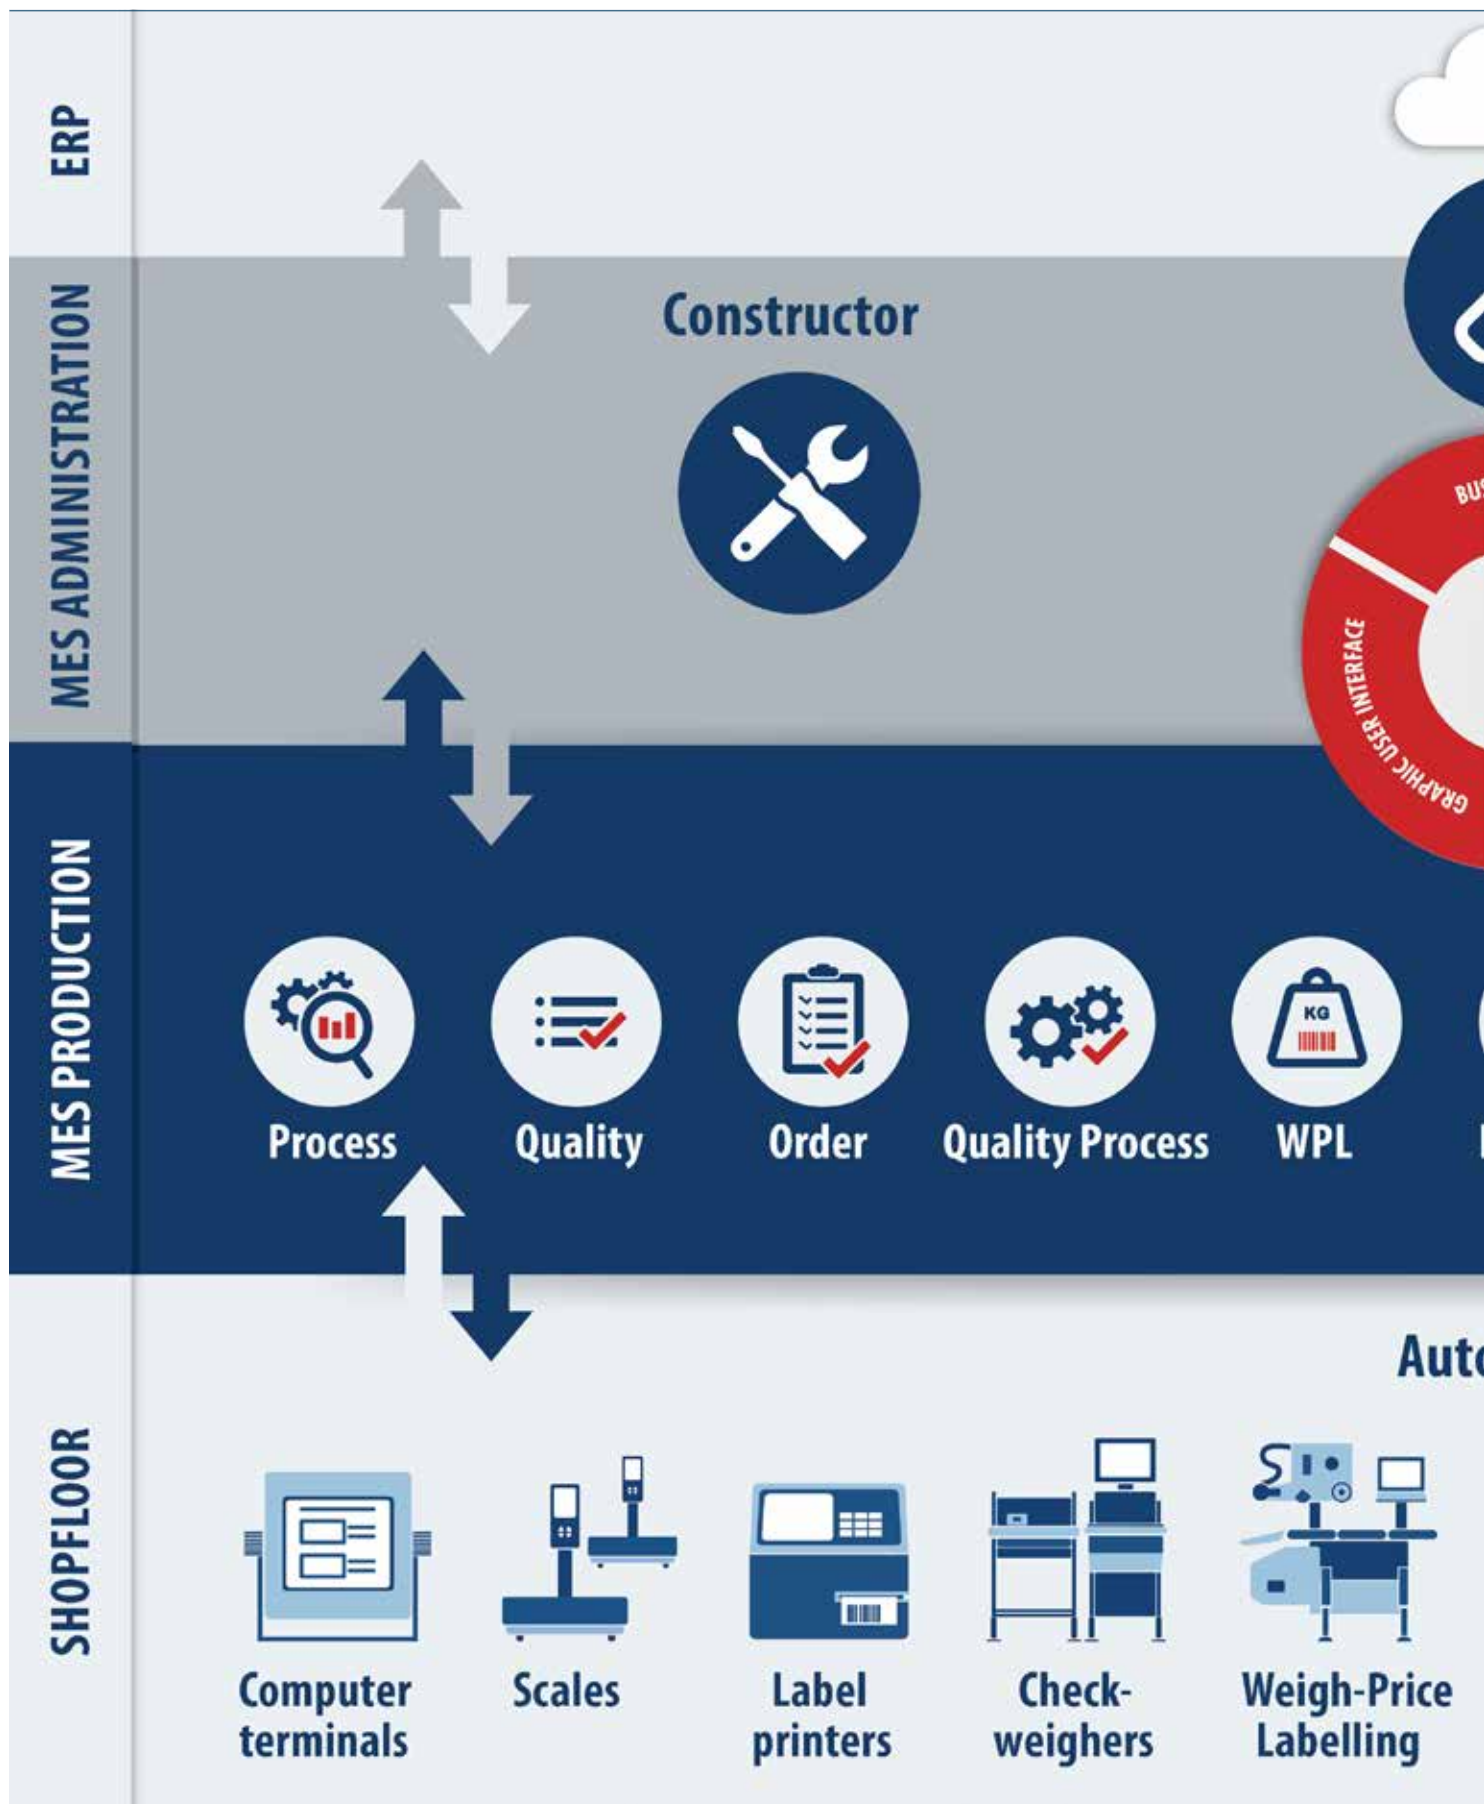 ERP
MES ADMINISTRATION
Constructor
GRAPHIC USER INTERFACE
MES PRODUCTION
KG
Process
Quality
Order
Quality Process
WPL
SHOPFLOOR
Computer
terminals
Scales
Label
printers
Check-
weighers
Weigh-Price
Labelling